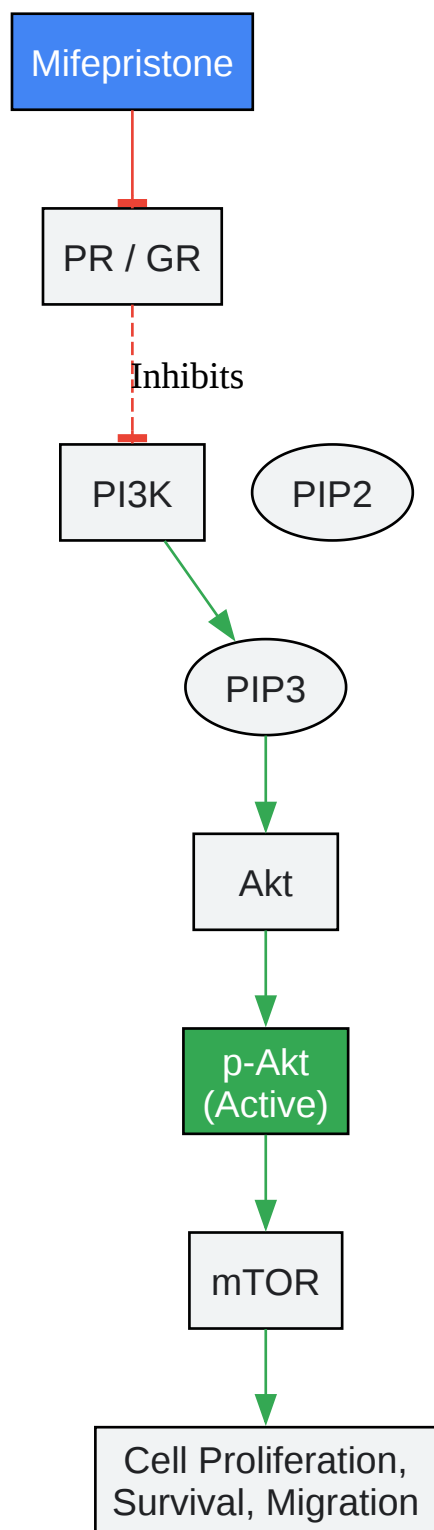 Mifepristone
PR / GR
Inhibits
PI3K
PIP2
PIP3
Akt
p-Akt
(Active)
mTOR
Cell Proliferation,
Survival, Migration